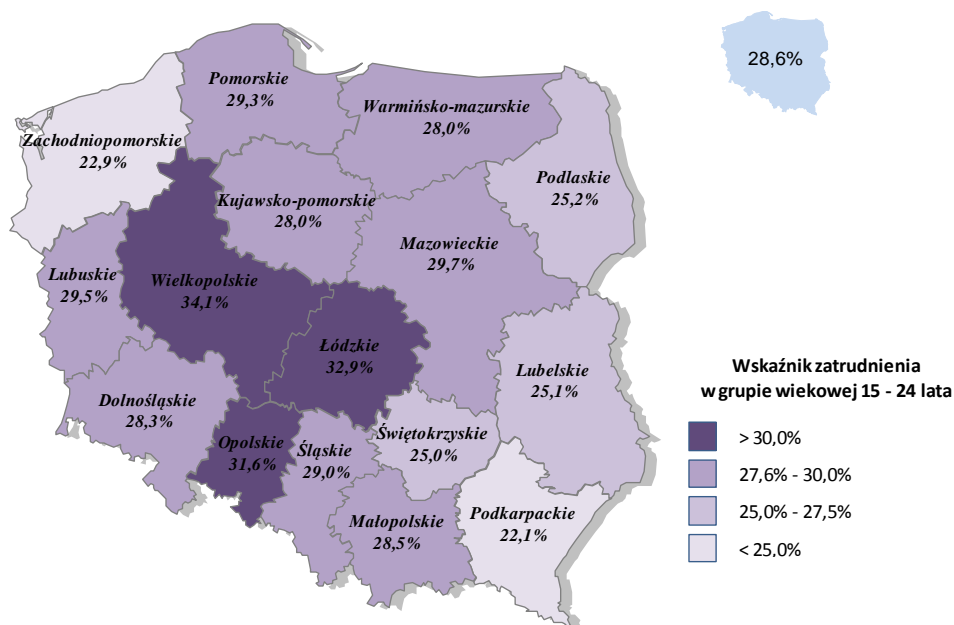 28,6%
Pomorskie
29,3%
Warmińsko-mazurskie
28,0%
Zachodniopomorskie
22,9%
Podlaskie
25,2%
Kujawsko-pomorskie
28,0%
Mazowieckie
29,7%
Lubuskie
29,5%
Wielkopolskie
34,1%
Łódzkie
32,9%
Lubelskie
25,1%
Dolnośląskie
28,3%
Opolskie
31,6%
Śląskie
29,0%
Świętokrzyskie
25,0%
Małopolskie
28,5%
Podkarpackie
22,1%
Wskaźnik zatrudnienia
w grupie wiekowej 15 - 24 lata
> 30,0%
27,6% - 30,0%
25,0% - 27,5%
< 25,0%